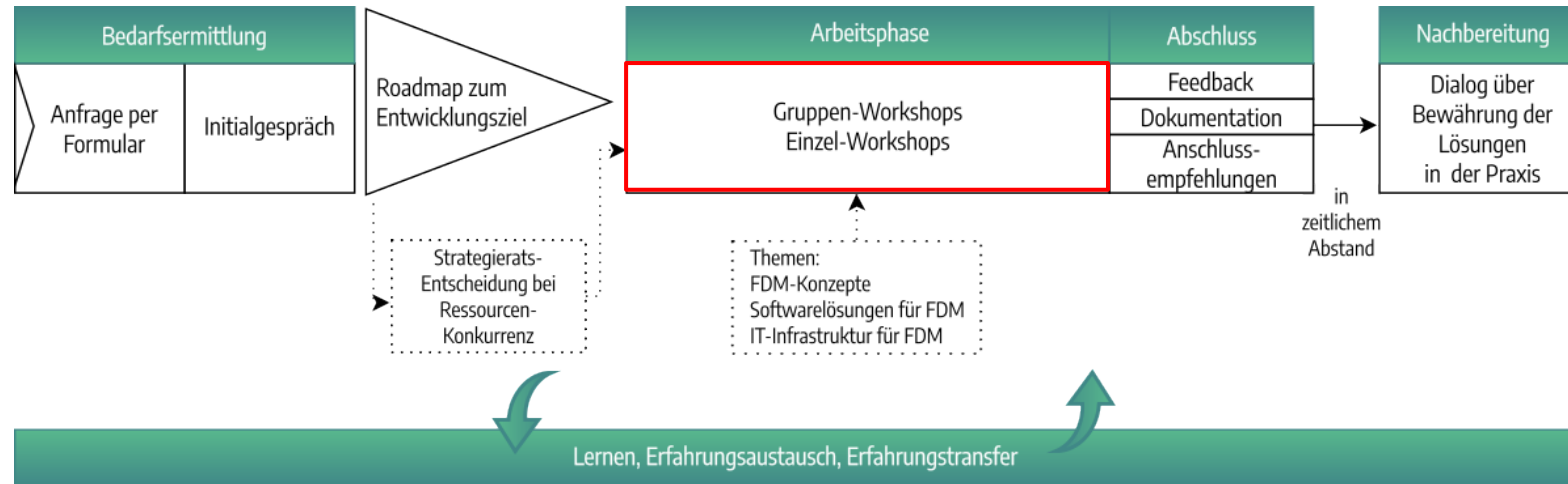 Bedarfsermittlung
Anfrage per
Formular
Initialgespräch
Roadmap zum
Entwicklungsziel
Strategierats-
Entscheidung bei
Ressourcen-
Konkurrenz
Arbeitsphase
Gruppen-Workshops
Einzel-Workshops
Themen:
FDM-Konzepte
Softwarelösungen für FDM
IT-Infrastruktur für FDM
Abschluss
Feedback
Dokumentation
Anschluss-
empfehlungen
in
zeitlichem
Abstand
Nachbereitung
Dialog über
Bewährung der
Lösungen
in der Praxis
Lernen, Erfahrungsaustausch, Erfahrungstransfer